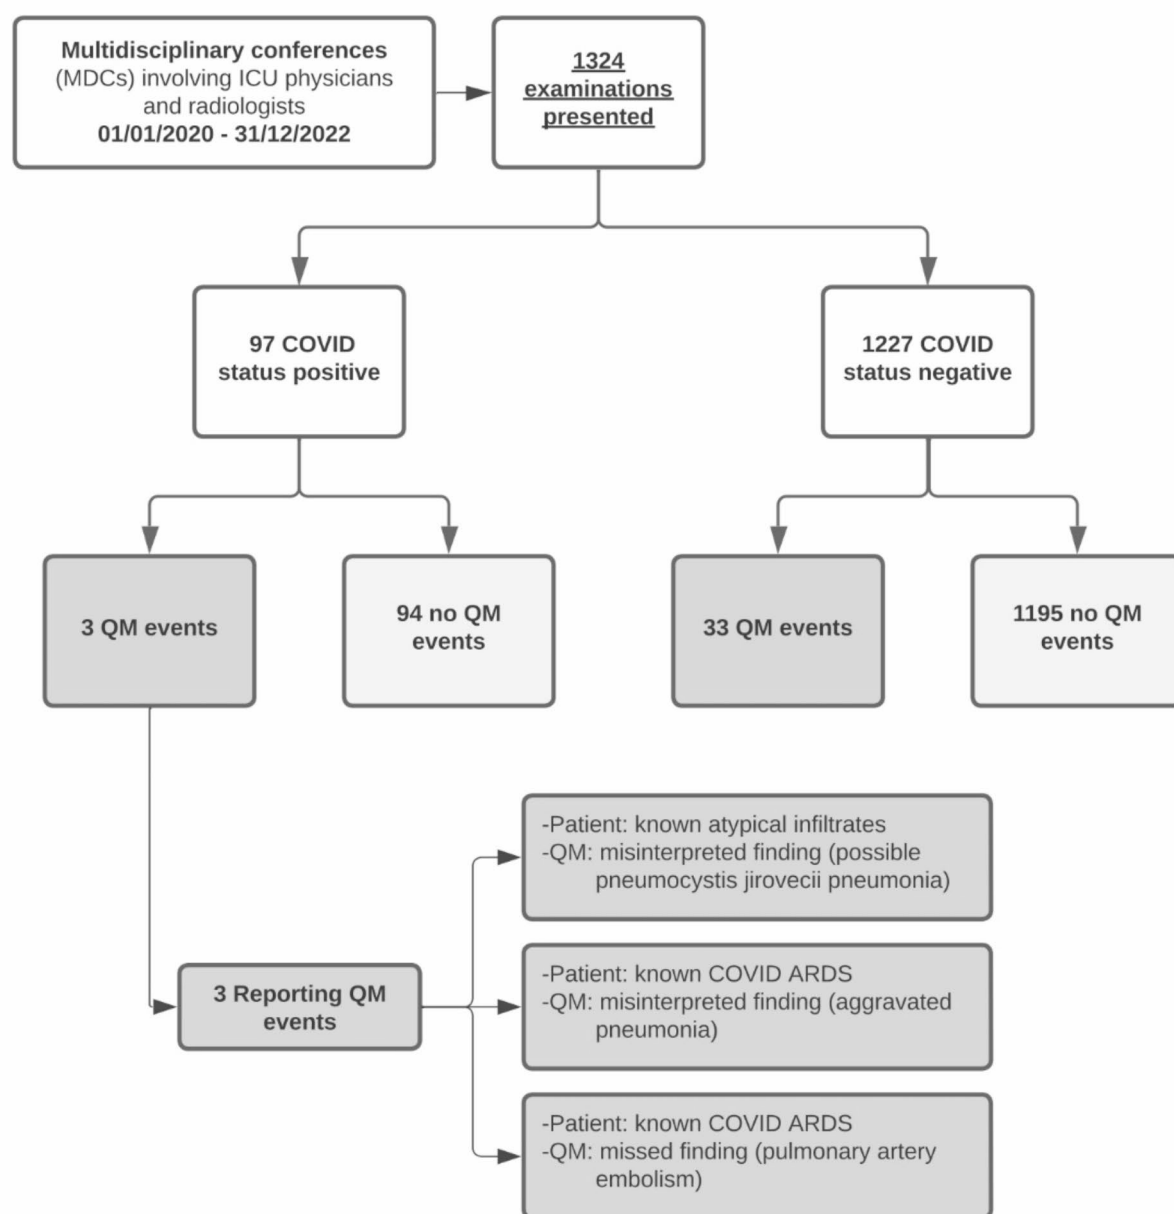 Multidisciplinary conferences
(MDCs) involving ICU physicians
and radiologists
01/01/2020 - 31/12/2022
1324
examinations
presented
97 COVID
status positive
1227 COVID
status negative
3 QM events
94 no QM
events
33 QM events
1195 no QM
events
-Patient: known atypical infiltrates
-QM: misinterpreted finding (possible
pneumocystis jirovecii pneumonia)
3 Reporting QM
events
-Patient: known COVID ARDS
-QM: misinterpreted finding (aggravated
pneumonia)
-Patient: known COVID ARDS
-QM: missed finding (pulmonary artery
embolism)